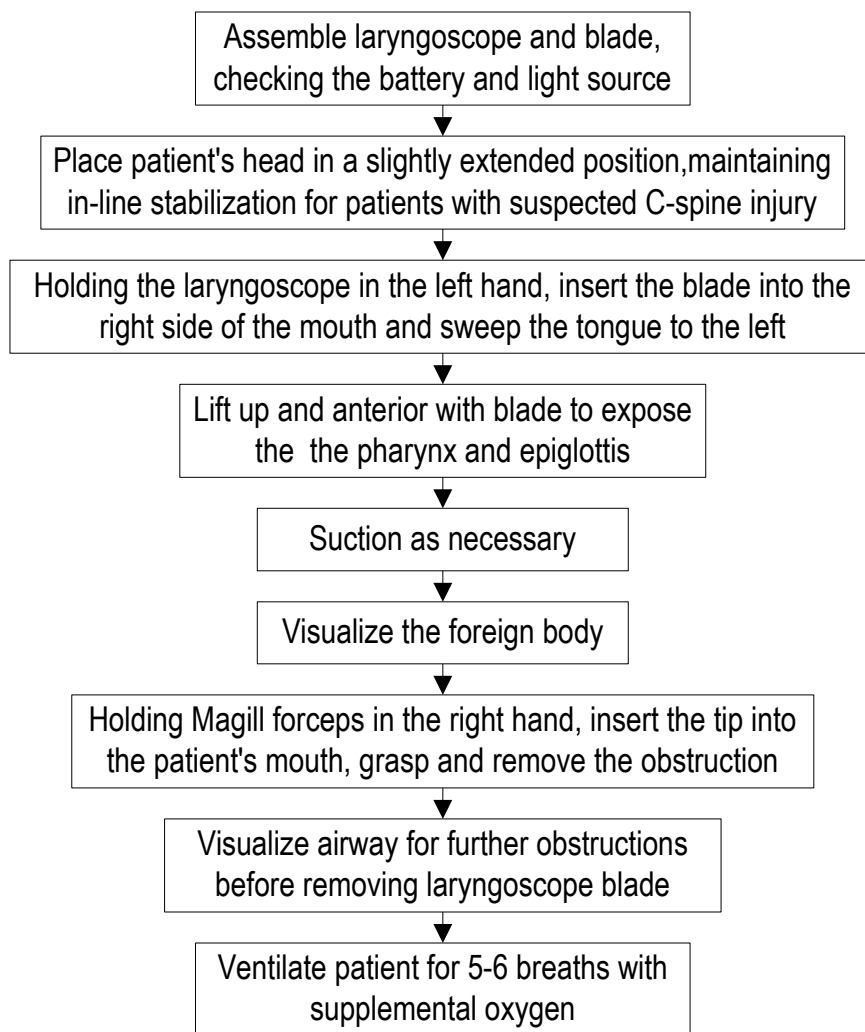 Assemble laryngoscope and blade,
checking the battery and light source
Place patient's head in a slightly extended position,maintaining
in-line stabilization for patients with suspected C-spine injury
Holding the laryngoscope in the left hand, insert the blade into the
right side of the mouth and sweep the tongue to the left
Lift up and anterior with blade to expose
the the pharynx and epiglottis
Suction as necessary
Visualize the foreign body
Holding Magill forceps in the right hand, insert the tip into
the patient's mouth, grasp and remove the obstruction
Visualize airway for further obstructions
before removing laryngoscope blade
Ventilate patient for 5-6 breaths with
supplemental oxygen